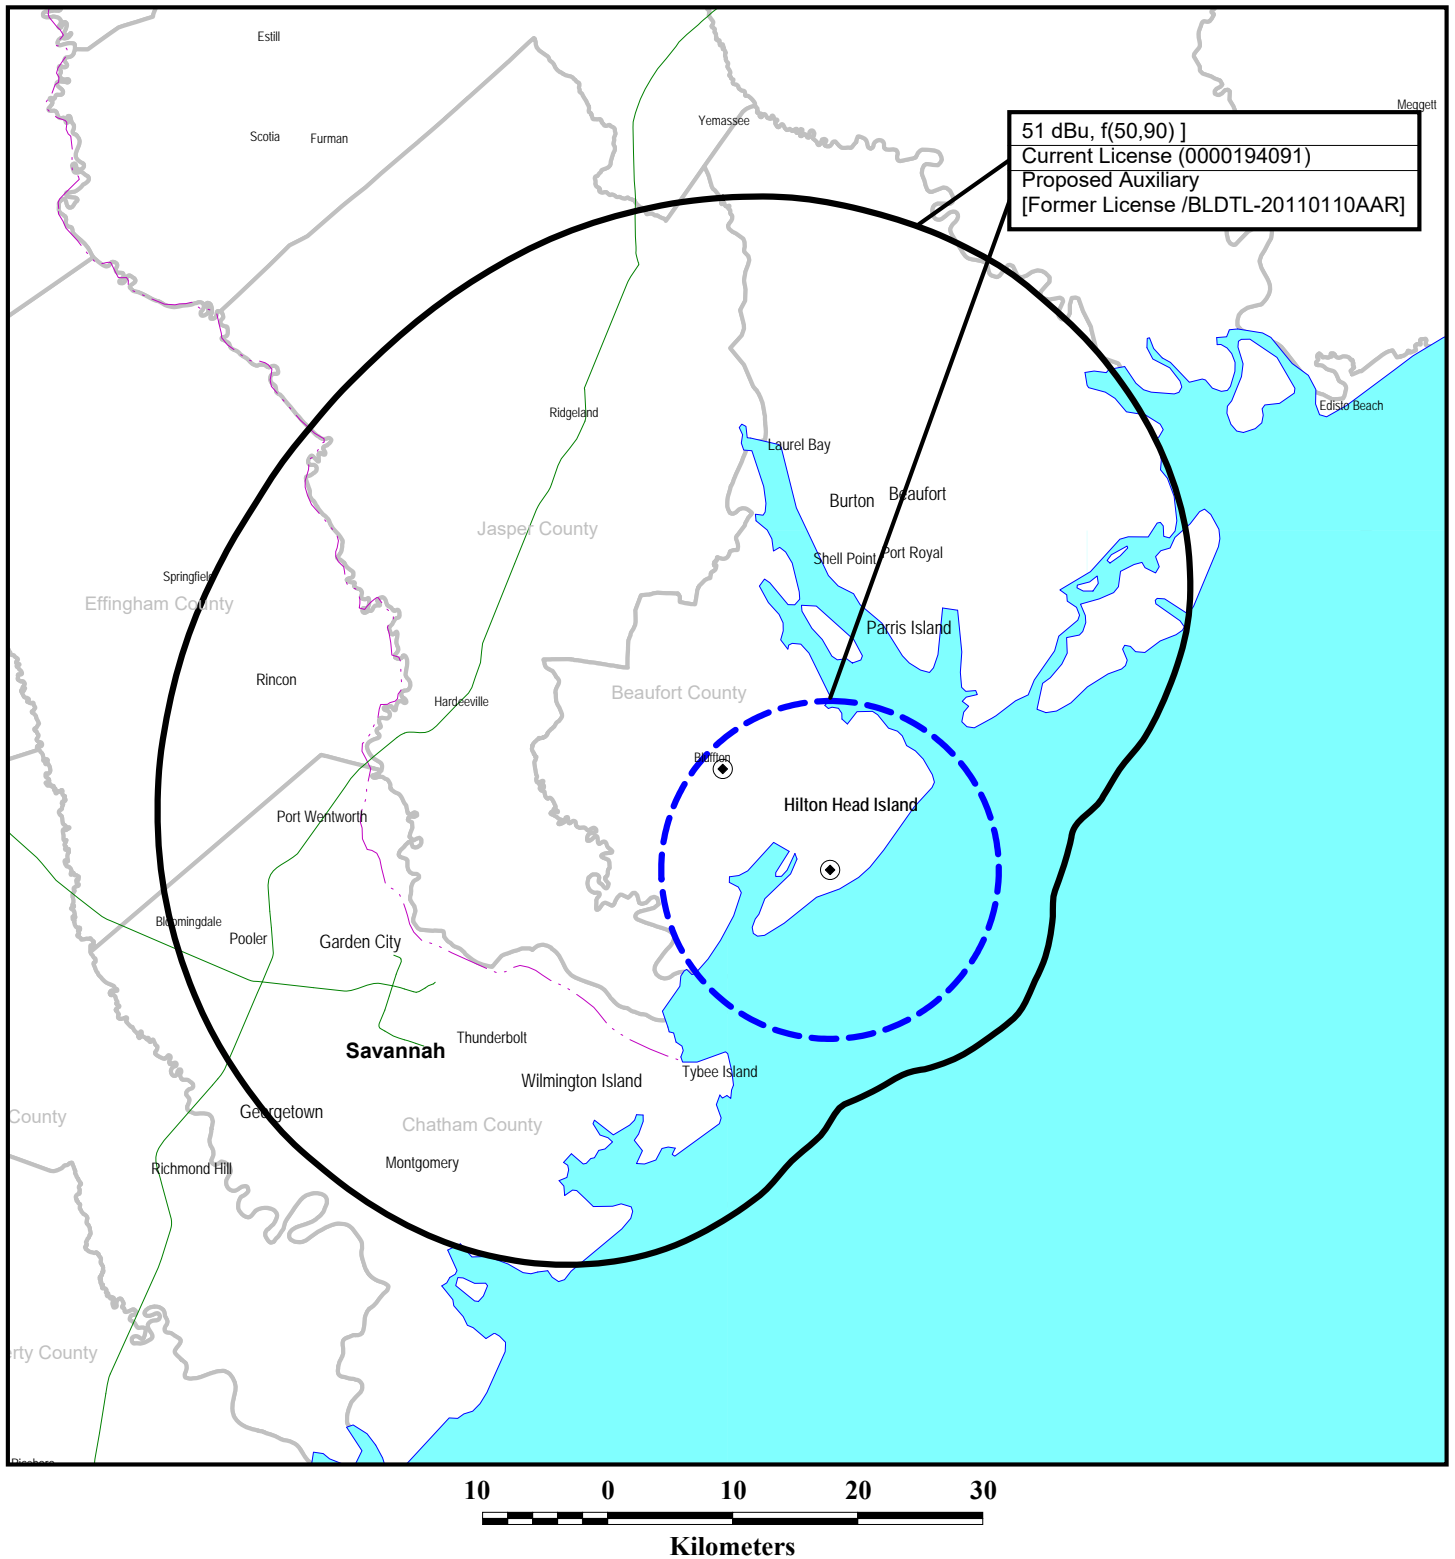 Estill
Meggett
Yemassee
51 dBu, f(50,90) ]
Scotia
Furman
Current License (0000194091)
Proposed Auxiliary
[Former License /BLDTL-20110110AAR]
Edisto Beach
Ridgeland
Laurel Bay
Burton
Beaufort
Jasper County
Shell Point
Port Royal
Springfield
Effingham County
Parris Island
Rincon
Beaufort County
Hardeeville
Bluffton
Hilton Head Island
Port Wentworth
Bloomingdale
Pooler
Garden City
Thunderbolt
Savannah
Tybee Island
Wilmington Island
Georgetown
County
Chatham County
Montgomery
Richmond Hill
rty County
10 0 10 20 30
Kilometers